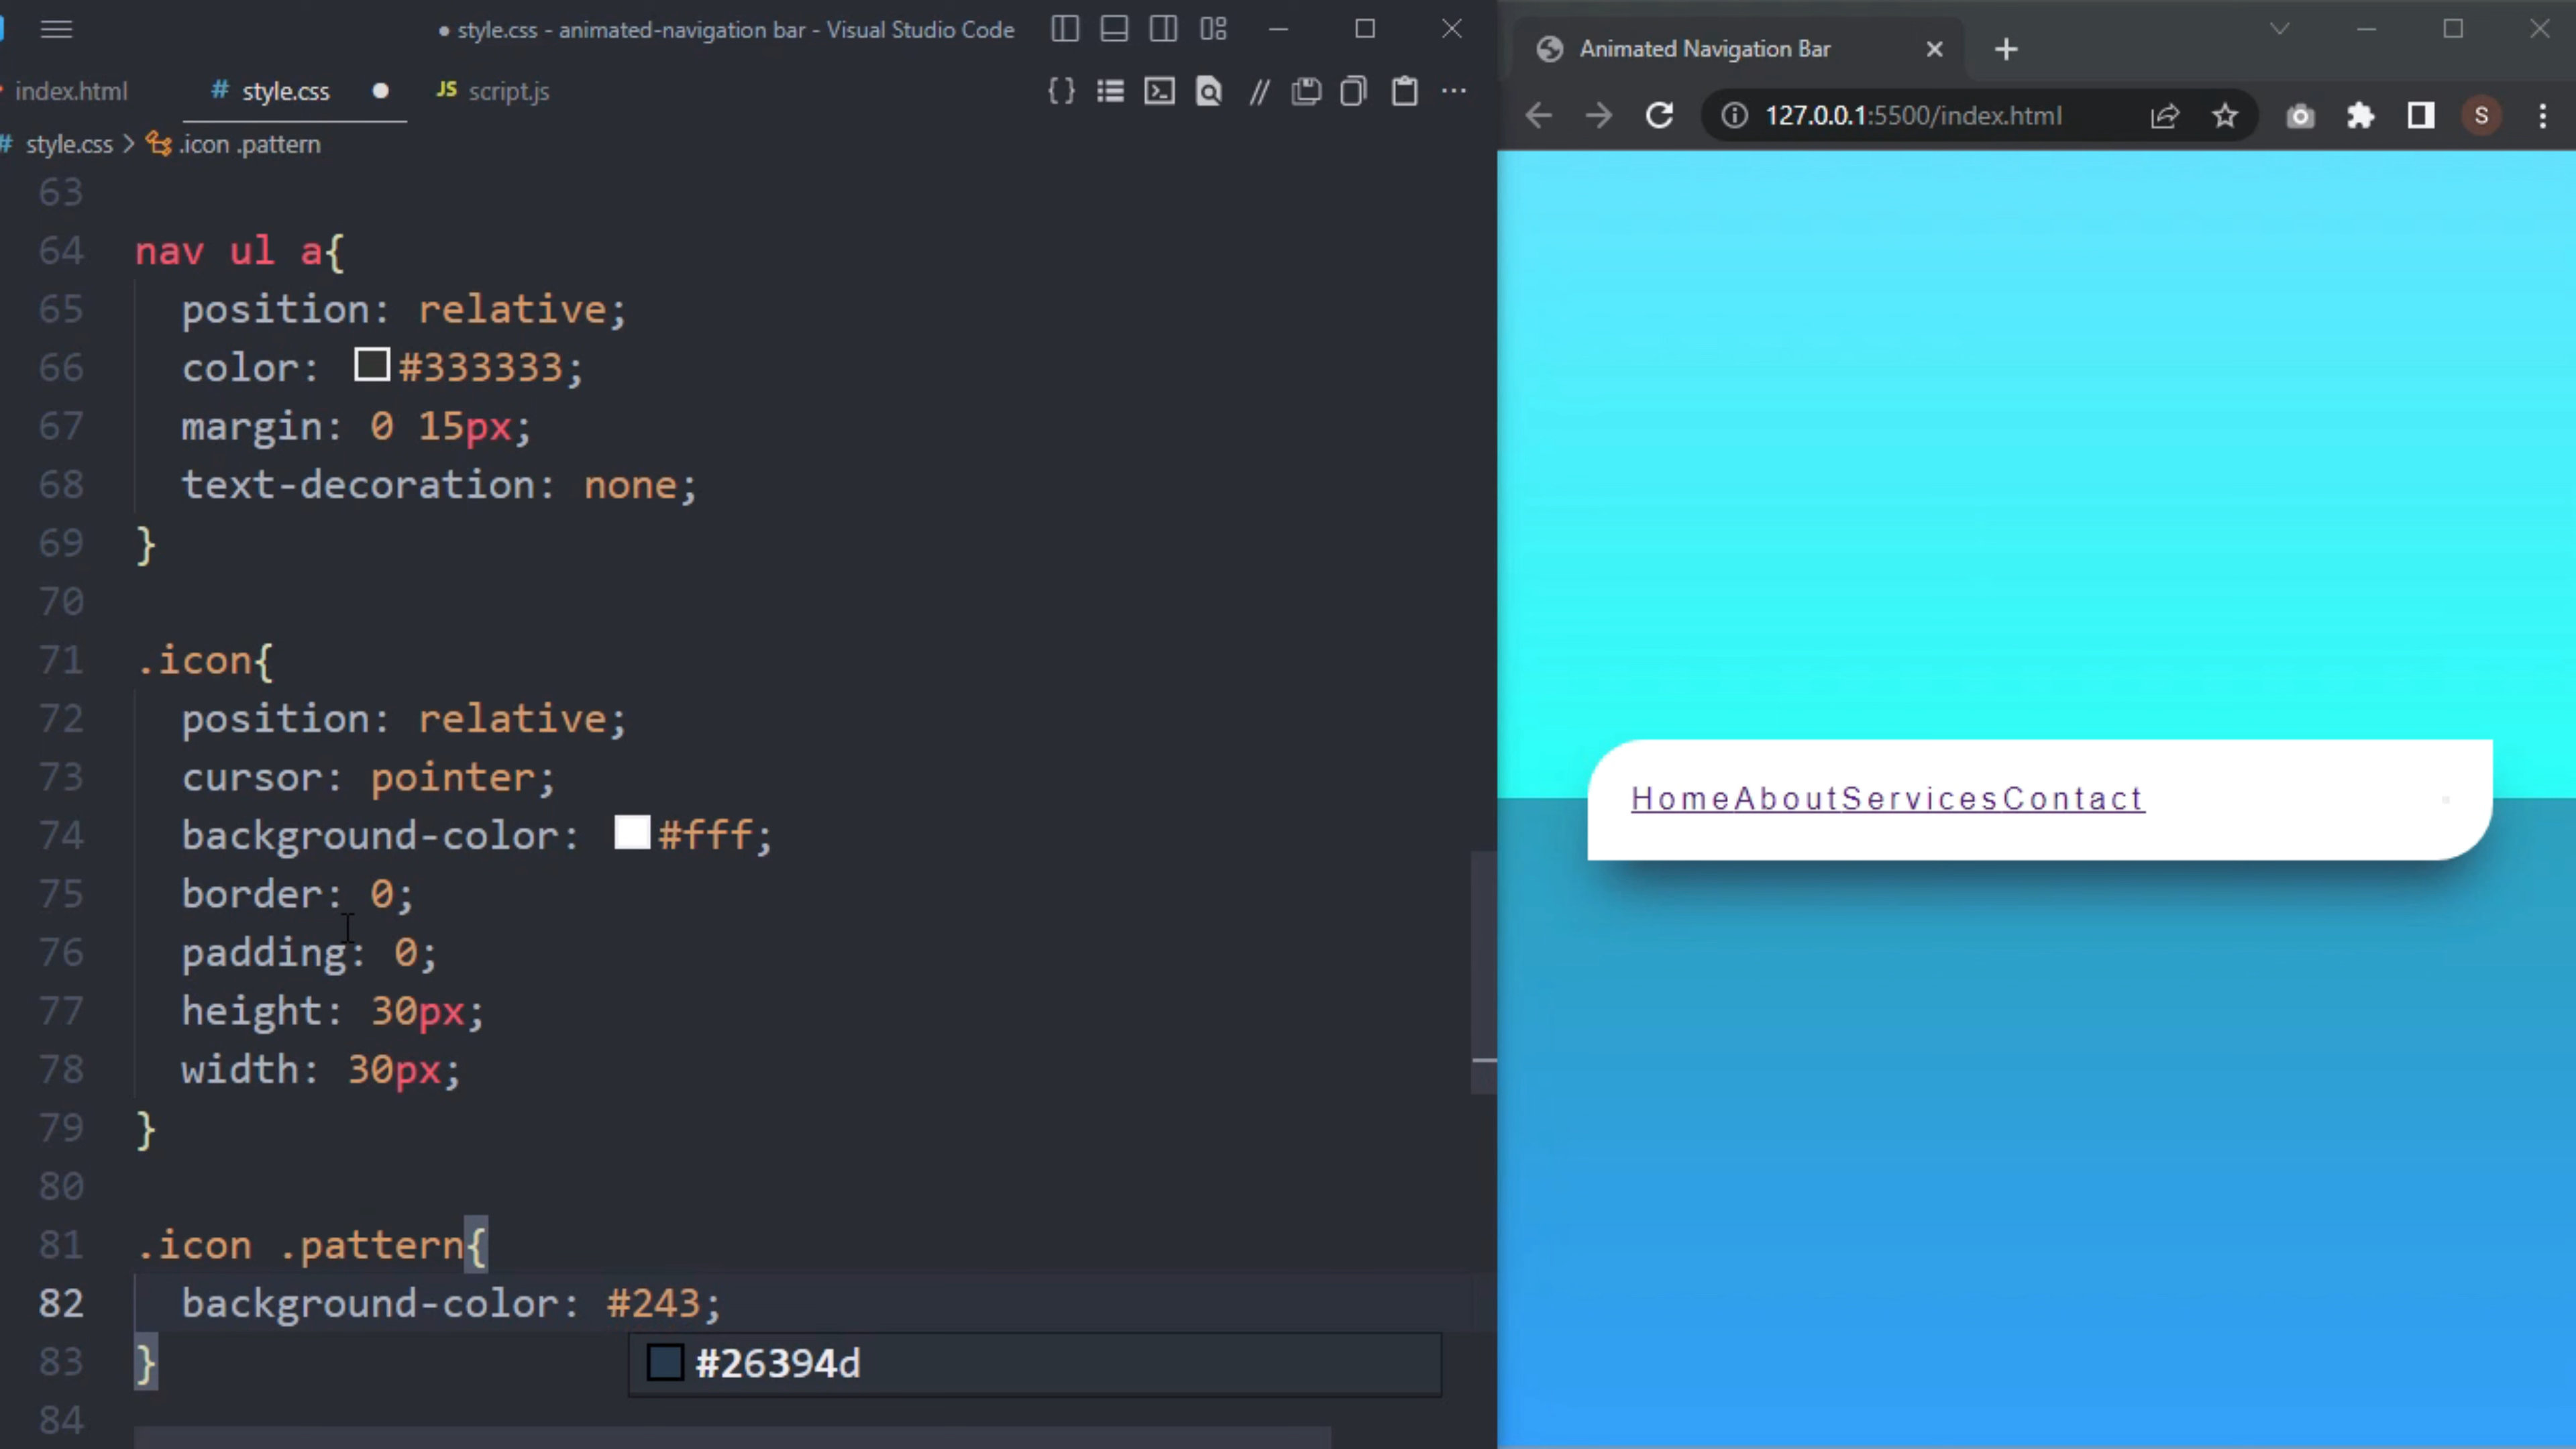 style.css - animated-navigation bar - Visual Studio Code
index.html
# style.css
JS script.js
# style.css > .icon .pattern
63
64 nav ul a{
65 position: relative;
66 color: #333333;
67 margin: 0 15px;
68 text-decoration: none;
69 }
70
71 .icon{
72 position: relative;
73 cursor: pointer;
74 background-color: #fff;
75 border: 0;
76 padding: 0;
77 height: 30px;
78 width: 30px;
79 }
80
81 .icon .pattern{
82 background-color: #243;
83 }
#26394d
84
Animated Navigation Bar
127.0.0.1:5500/index.html
S
HomeAboutServicesContact